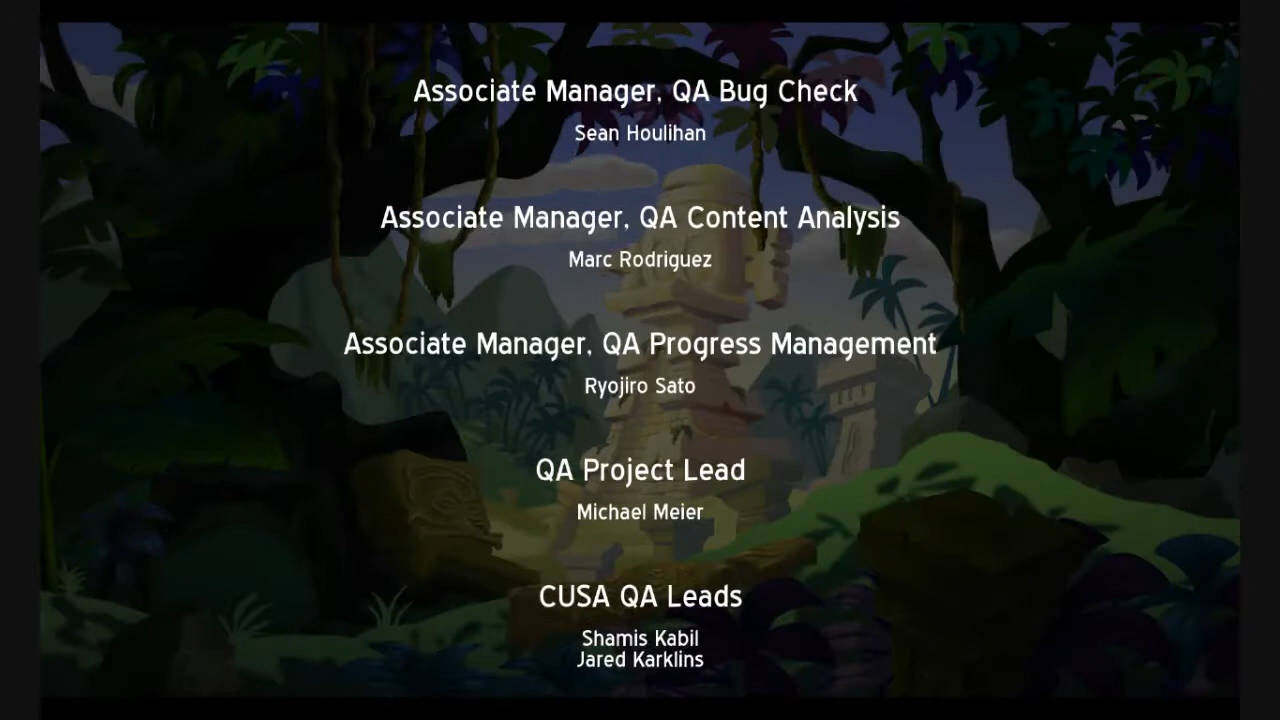 Associate Manager, QA Bug Check
Sean Houlihan
Associate Manager, QA Content Analysis
Marc Rodriguez
Associate Manager, QA Progress Management
Ryojiro Sato
QA Project Lead
Michael Meier
CUSA QA Leads
Shamis Kabil
Jared Karklins